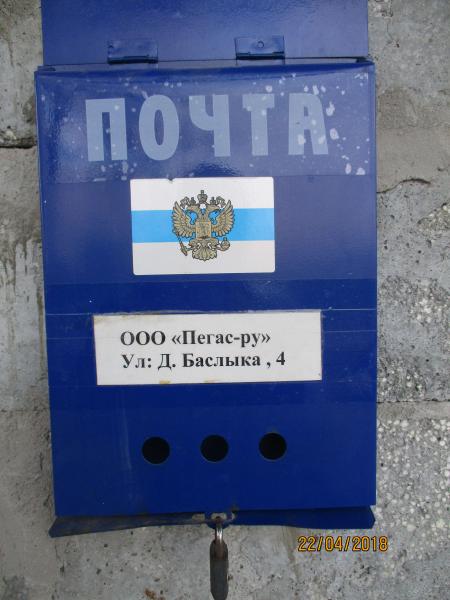 ПОЧТА
ООО «Пегас-ру»
Ул: Д. Баслыка , 4
22/04/2018